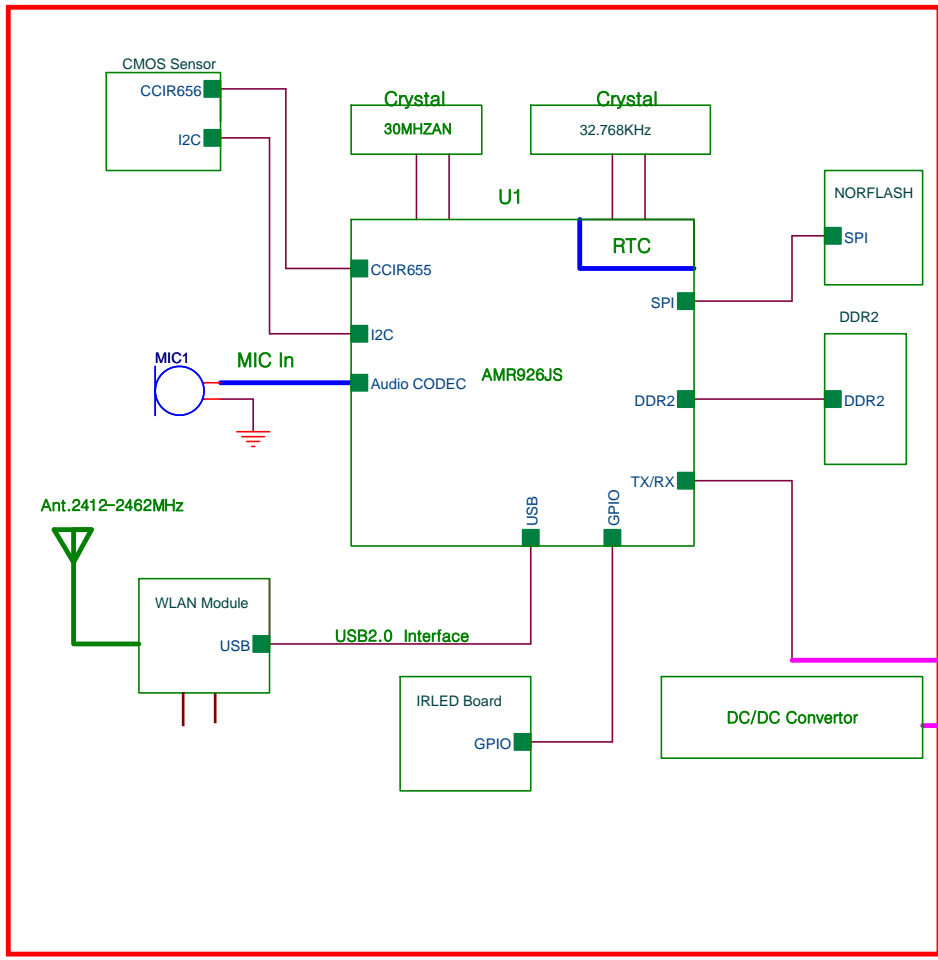 CMOS Sensor
CCIR656
I2C
Crystal
30MHZAN
Crystal
32.768KHz
U1
RTC
NORFLASH
SPI
CCIR655
SPI
I2C
DDR2
MIC1
MIC In
Audio CODEC
AMR926JS
DDR2
DDR2
TX/RX
USB
GPIO
Ant.2412-2462MHz
WLAN Module
USB
USB2.0 Interface
IRLED Board
GPIO
DC/DC Convertor